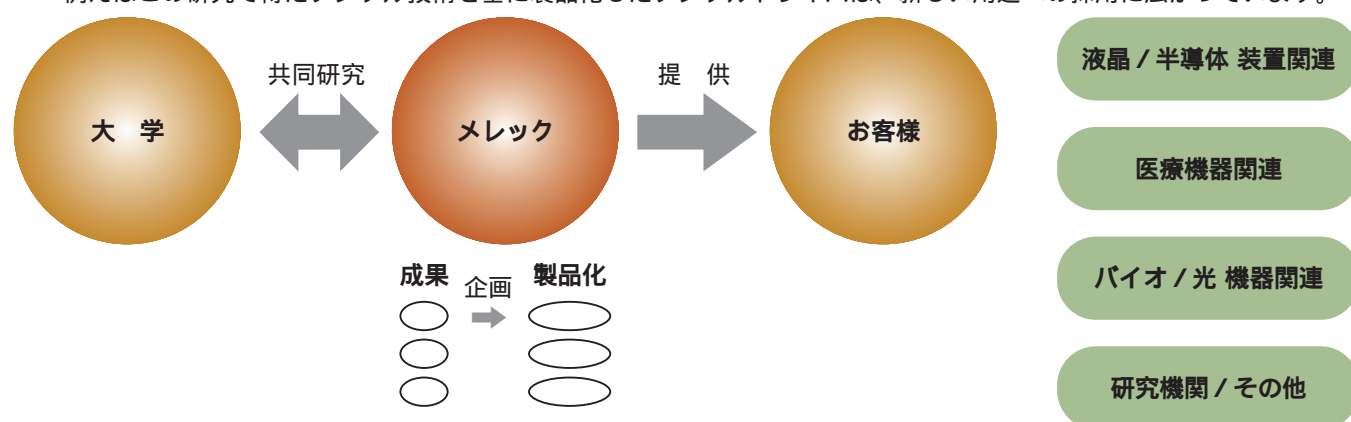 大 学
共同研究
メレック
提 供
お客様
成果 企画 製品化
液晶 / 半導体 装置関連
医療機器関連
バイオ / 光 機器関連
研究機関 / その他